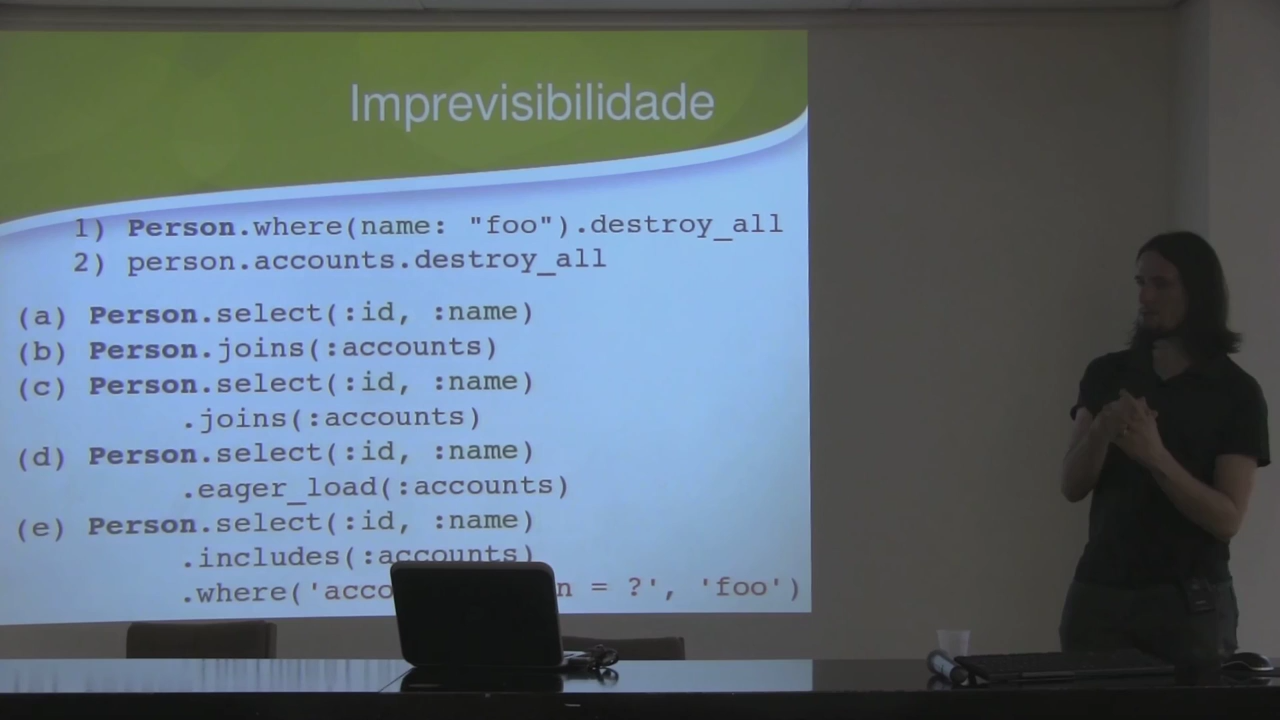 Imprevisibilidade
1) Person.where(name: "foo").destroy_all
2) person.accounts.destroy_all
(a) Person.select(:id, :name)
(b) Person.joins(:accounts)
(c) Person.select(:id, :name)
.joins(:accounts)
(d) Person.select(:id, :name)
.eager_load(:accounts)
(e) Person.select(:id, :name)
.includes(:accounts)
.where(' = ?', 'foo')